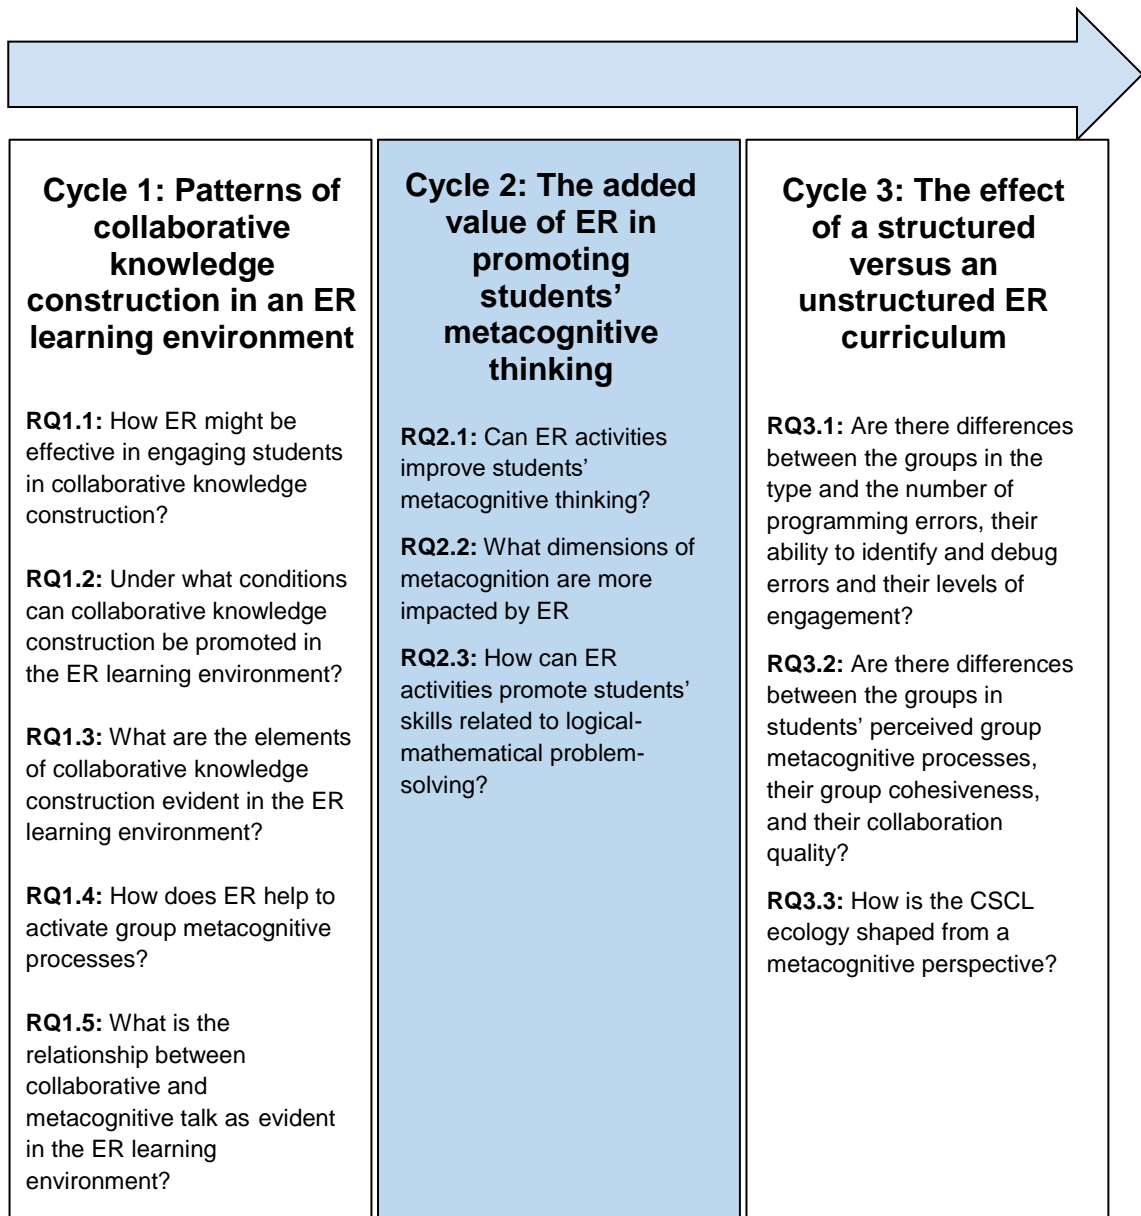 Cycle 1: Patterns of
collaborative
knowledge
construction in an ER
learning environment
RQ1.1: How ER might be
effective in engaging students
in collaborative knowledge
construction?
RQ1.2: Under what conditions
can collaborative knowledge
construction be promoted in
the ER learning environment?
RQ1.3: What are the elements
of collaborative knowledge
construction evident in the ER
learning environment?
RQ1.4: How does ER help to
activate group metacognitive
processes?
RQ1.5: What is the
relationship between
collaborative and
metacognitive talk as evident
in the ER learning
environment?
Cycle 2: The added
value of ER in
promoting
students’
metacognitive
thinking
RQ2.1: Can ER activities
improve students’
metacognitive thinking?
RQ2.2: What dimensions of
metacognition are more
impacted by ER
RQ2.3: How can ER
activities promote students’
skills related to logical-
mathematical problem-
solving?
Cycle 3: The effect
of a structured
versus an
unstructured ER
curriculum
RQ3.1: Are there differences
between the groups in the
type and the number of
programming errors, their
ability to identify and debug
errors and their levels of
engagement?
RQ3.2: Are there differences
between the groups in
students’ perceived group
metacognitive processes,
their group cohesiveness,
and their collaboration
quality?
RQ3.3: How is the CSCL
ecology shaped from a
metacognitive perspective?